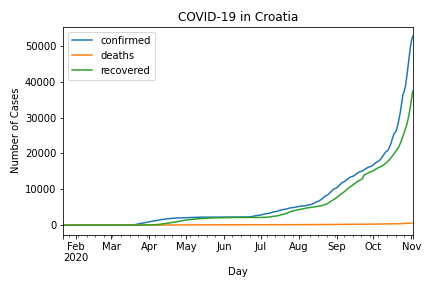 COVID-19 in Croatia
confirmed
deaths
recovered
Number of Cases
50000
40000
30000
20000
10000
0
Feb Mar Apr May Jun Jul Aug Sep Oct Nov
2020
Day